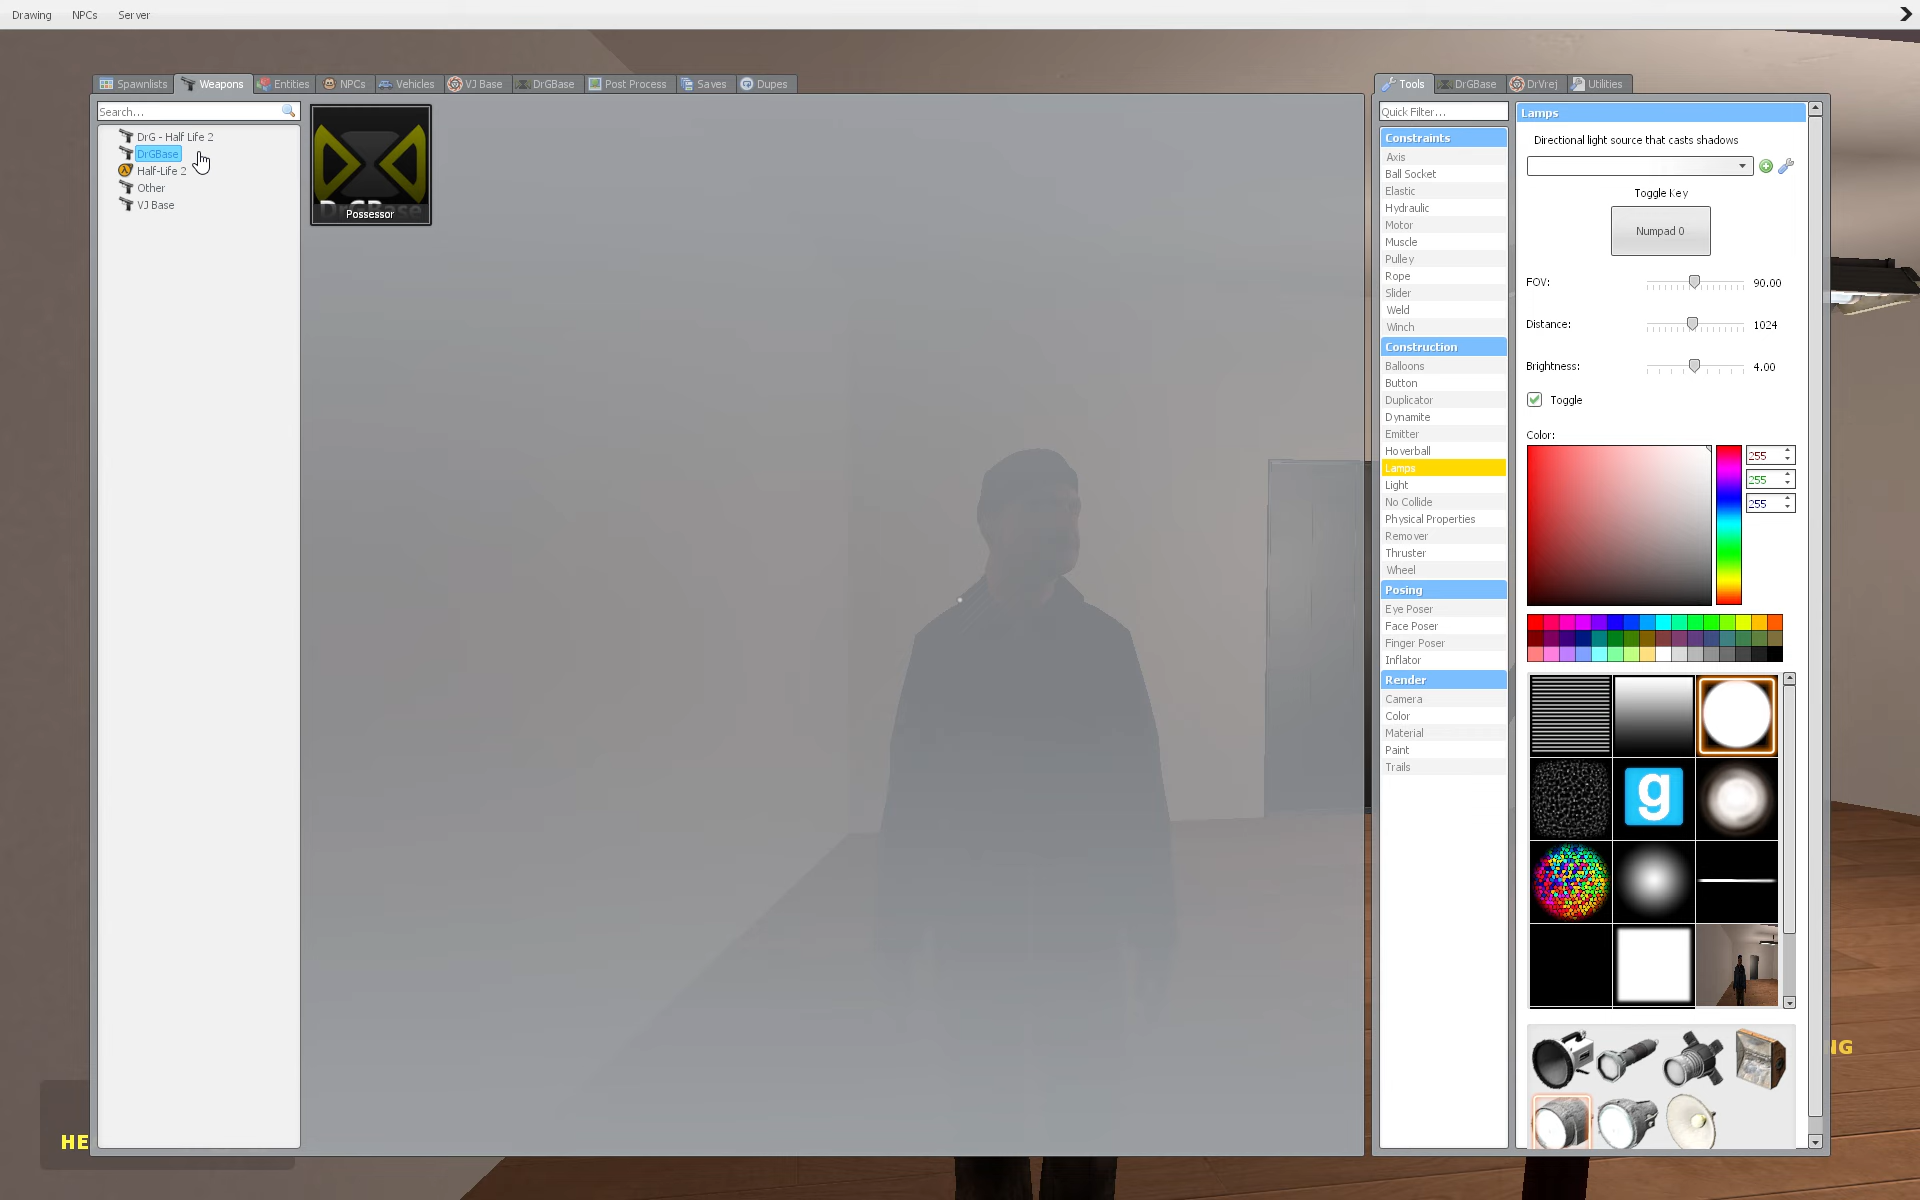 Drawing NPCs Server
Spawnlists Weapons Entities NPCs Vehicles VJ Base DrGBase Post Process Saves Dupes
Search...
DrG - Half Life 2
DrGBase
Half-Life 2
Other
VJ Base
DrGBase
Possessor
Tools DrGBase DrVrej Utilities
Quick Filter...
Constraints
Axis
Ball Socket
Elastic
Hydraulic
Motor
Muscle
Pulley
Rope
Slider
Weld
Winch
Construction
Balloons
Button
Duplicator
Dynamite
Emitter
Hoverball
Lamps
Light
No Collide
Physical Properties
Remover
Thruster
Wheel
Posing
Eye Poser
Face Poser
Finger Poser
Inflator
Render
Camera
Color
Material
Paint
Trails
Lamps
Directional light source that casts shadows
Toggle Key
Numpad 0
FOV: 90.00
Distance: 1024
Brightness: 4.00
Toggle
Color:
255
255
255
g
HE
NG